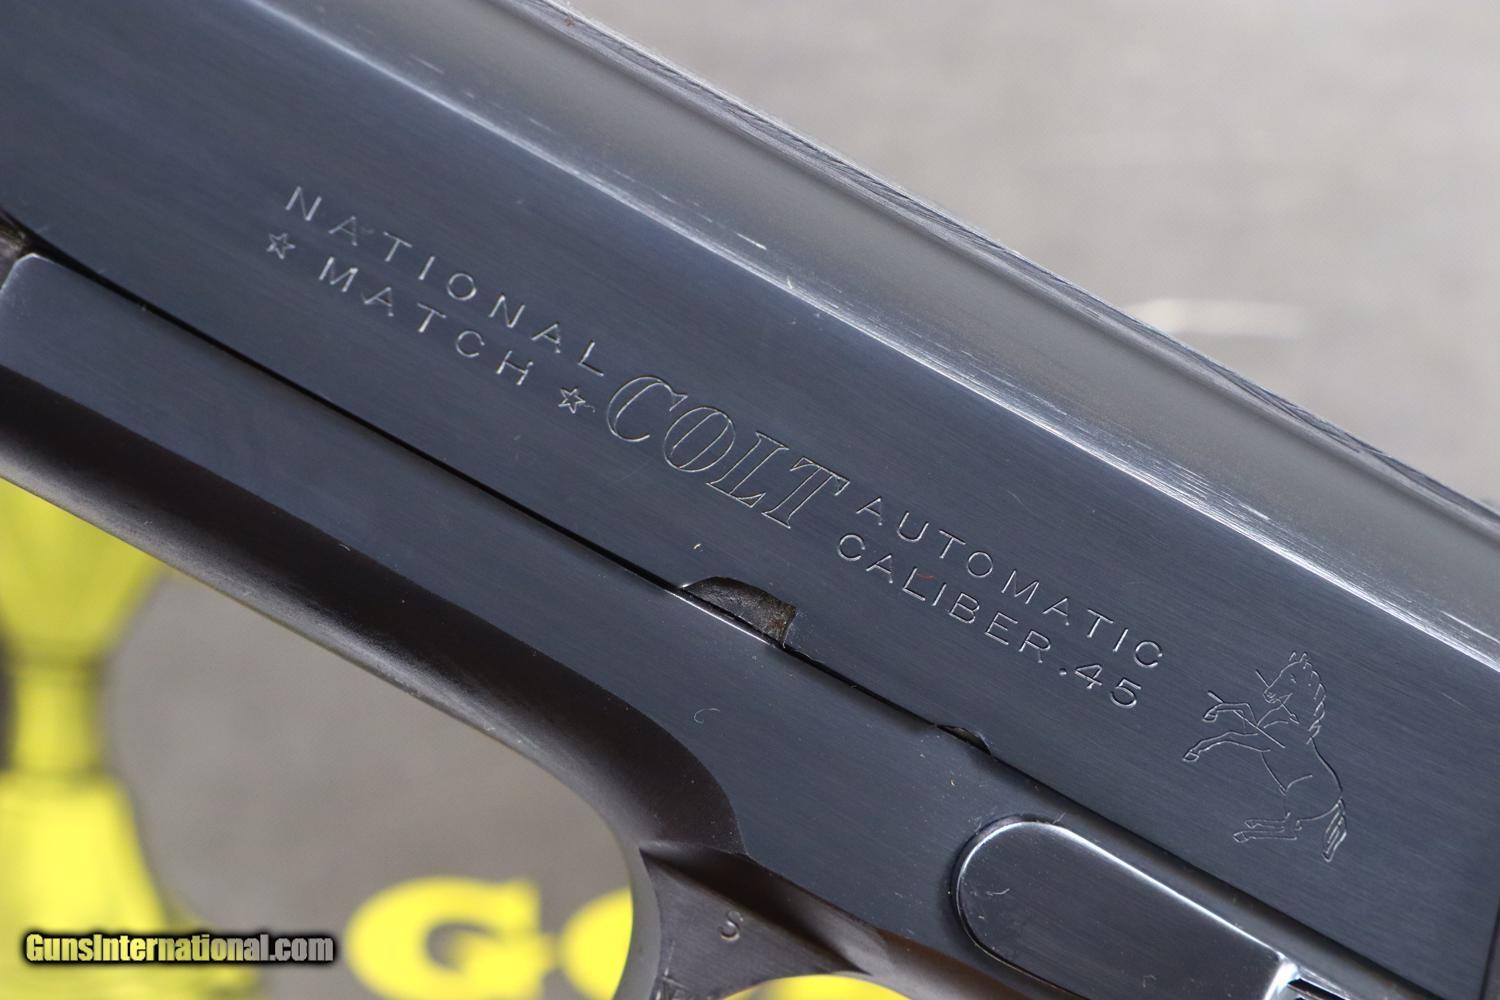 NATIONAL
☆ MATCH ☆
COLT
AUTOMATIC
CALIBER .45
S
GunsInternational.com